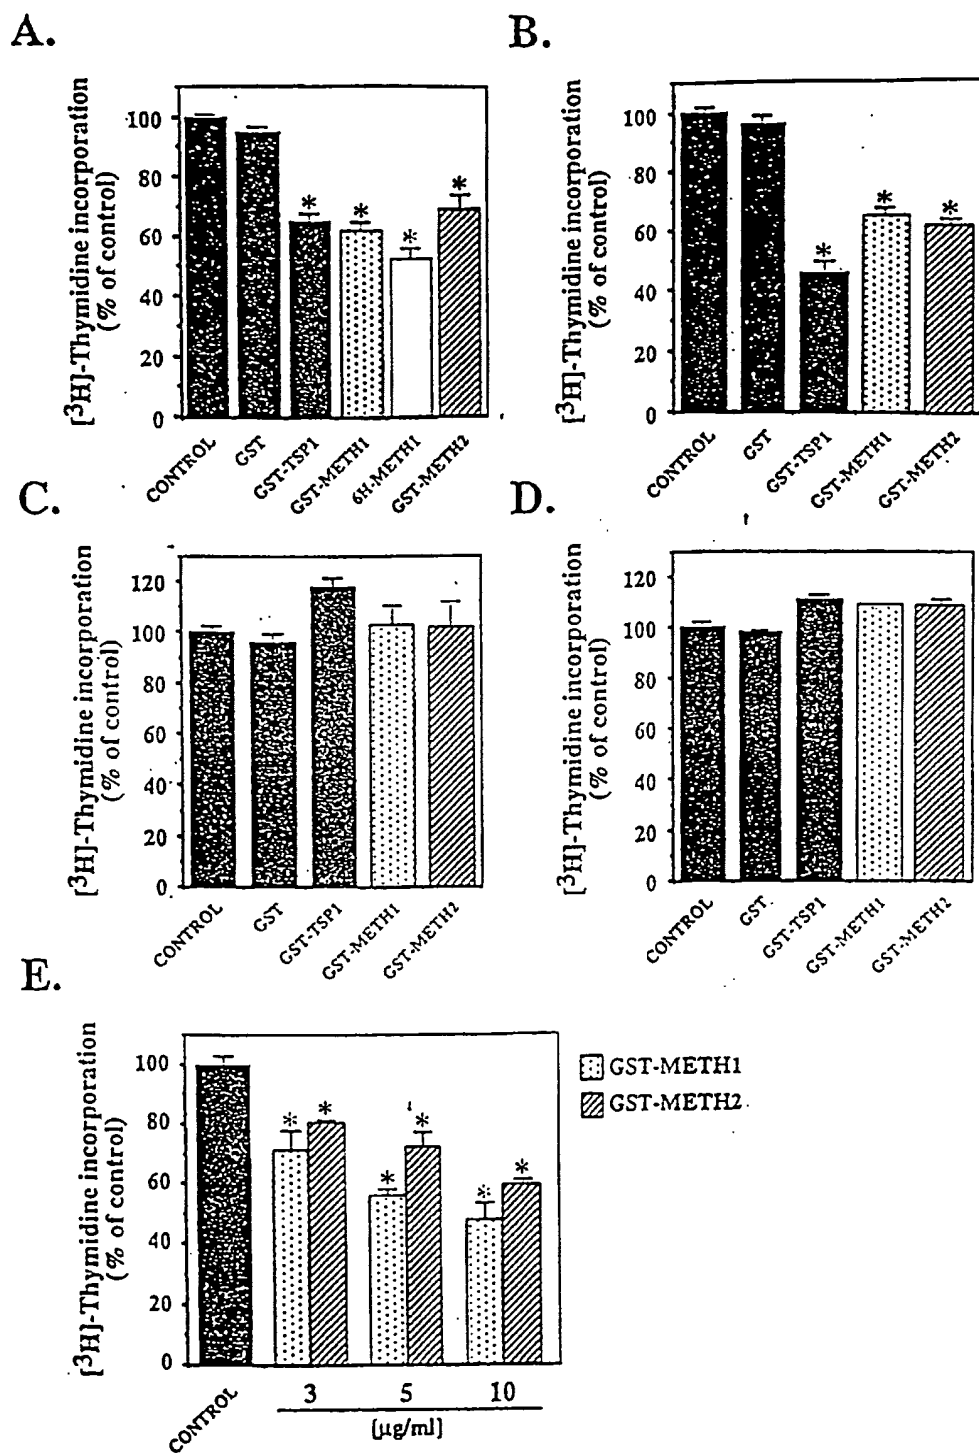 A.
[3H]-Thymidine incorporation
(% of control)
100
80
60
40
20
0
* * * *
CONTROL
GST
GST-TSP1
GST-METH1
6H-METH1
GST-METH2
B.
[3H]-Thymidine incorporation
(% of control)
100
80
60
40
20
0
* * *
CONTROL
GST
GST-TSP1
GST-METH1
GST-METH2
C.
[3H]-Thymidine incorporation
(% of control)
120
100
80
60
40
20
0
CONTROL
GST
GST-TSP1
GST-METH1
GST-METH2
D.
[3H]-Thymidine incorporation
(% of control)
120
100
80
60
40
20
0
CONTROL
GST
GST-TSP1
GST-METH1
GST-METH2
E.
[3H]-Thymidine incorporation
(% of control)
100
80
60
40
20
0
* * * * * *
CONTROL
3 5 10
[µg/ml]
GST-METH1
GST-METH2